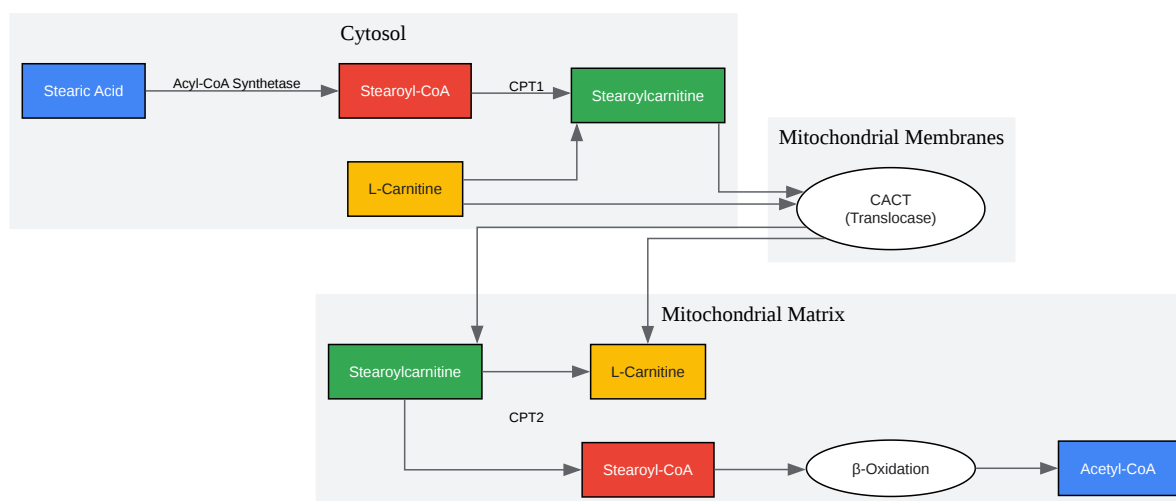 Cytosol
Stearic Acid
Acyl-CoA Synthetase
Stearoyl-CoA
CPT1
Stearoylcarnitine
L-Carnitine
Mitochondrial Membranes
CACT
(Translocase)
Mitochondrial Matrix
Stearoylcarnitine
L-Carnitine
CPT2
Stearoyl-CoA
β-Oxidation
Acetyl-CoA